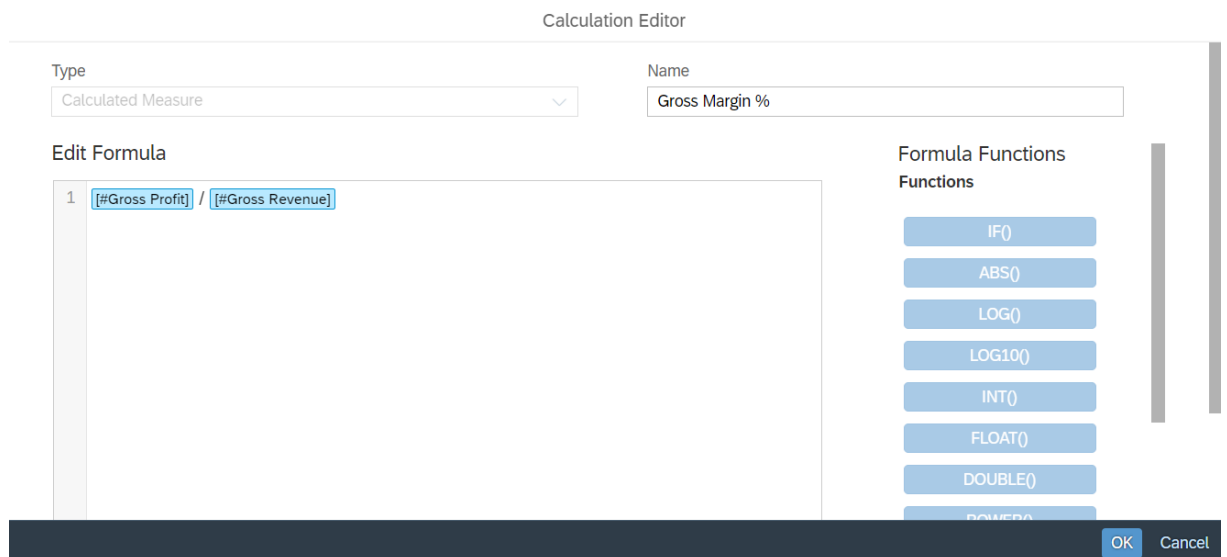 Calculation Editor
Type
Name
Calculated Measure
Gross Margin %
Edit Formula
Formula Functions
Functions
1 [#Gross Profit] / [#Gross Revenue]
IF()
ABS()
LOG()
LOG10()
INT()
FLOAT()
DOUBLE()
POWER()
OK Cancel